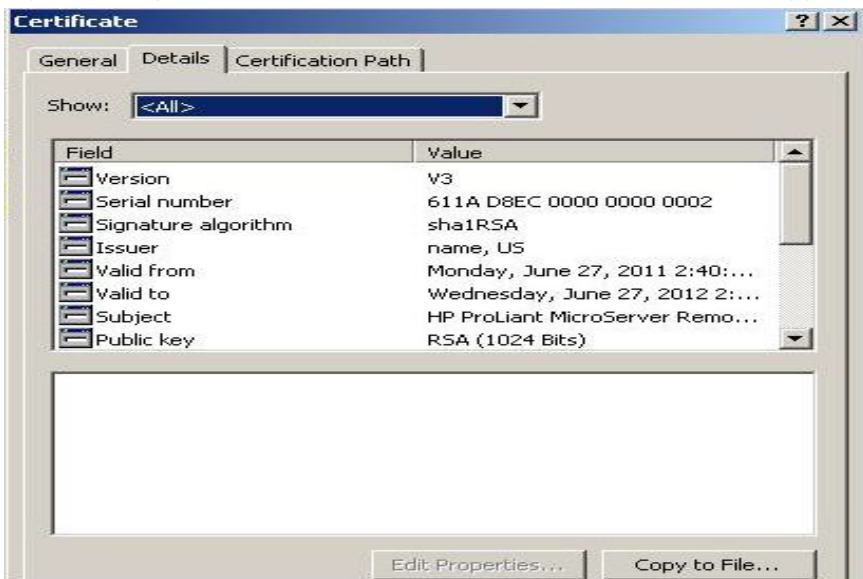 Certificate
General Details Certification Path
Show: <All>
Field Value
Version V3
Serial number 611A D8EC 0000 0000 0002
Signature algorithm sha1RSA
Issuer name, US
Valid from Monday, June 27, 2011 2:40:...
Valid to Wednesday, June 27, 2012 2:...
Subject HP ProLiant MicroServer Remo...
Public key RSA (1024 Bits)
Edit Properties... Copy to File...